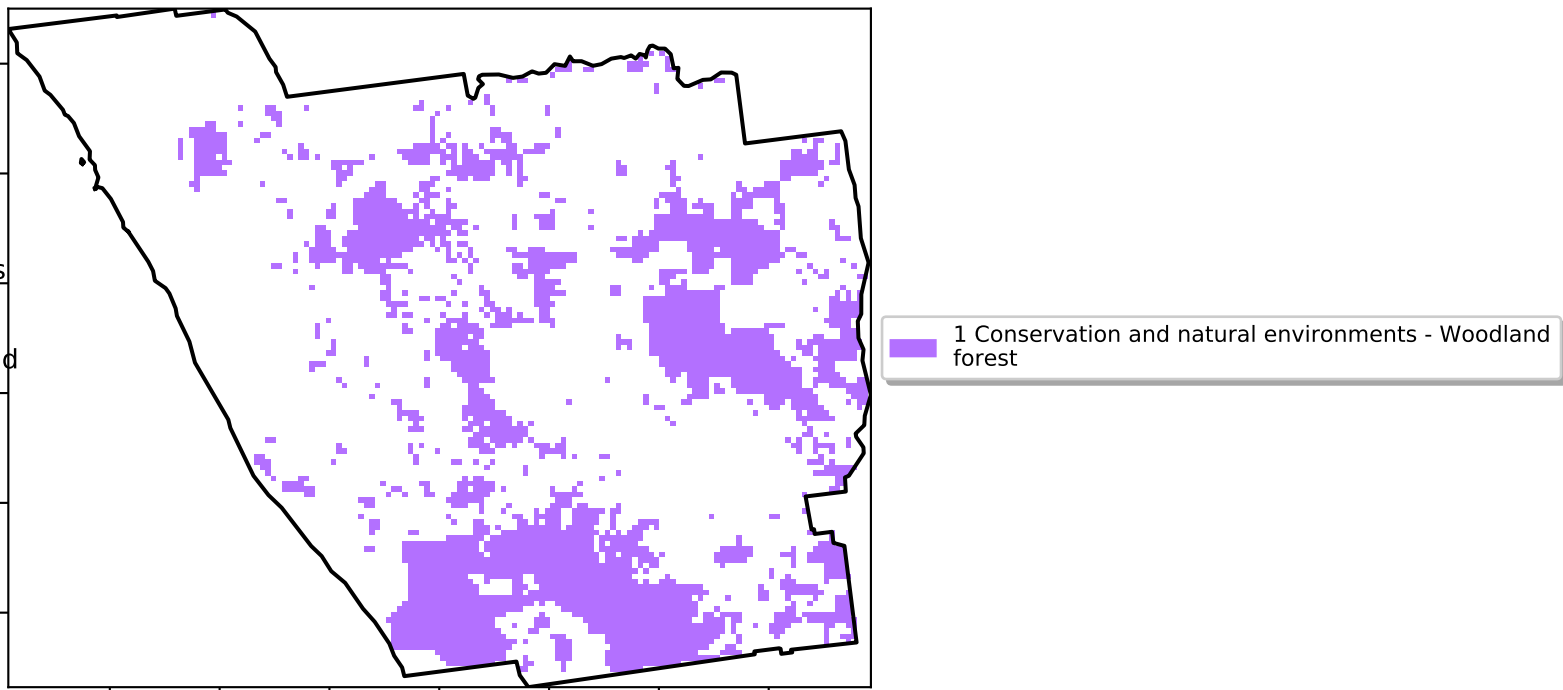 s
d
1 Conservation and natural environments - Woodland
forest